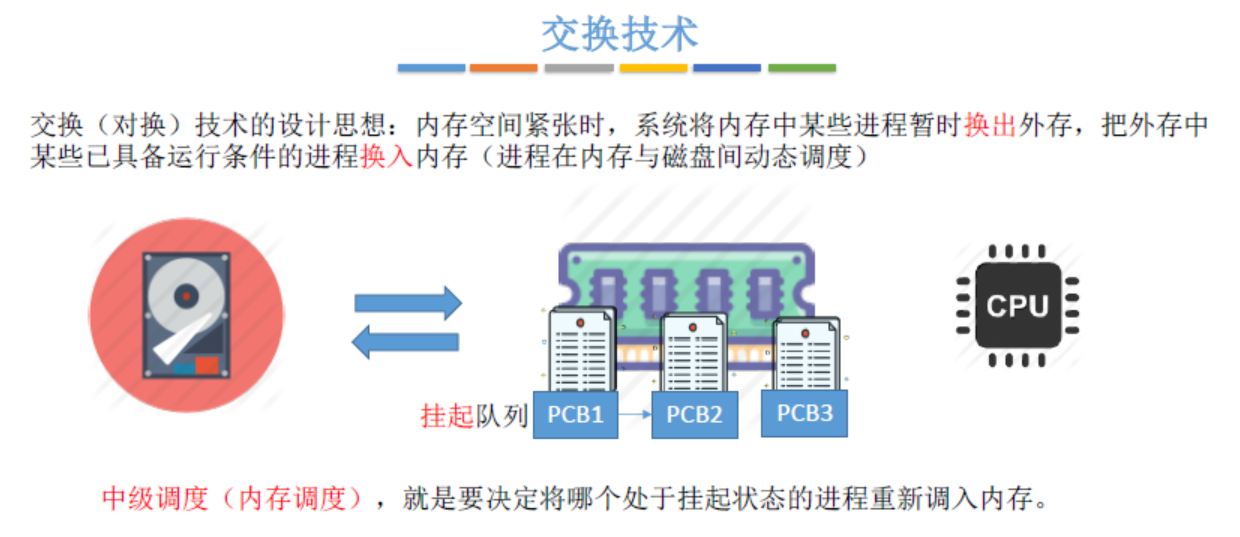 交换技术
交换（对换）技术的设计思想：内存空间紧张时，系统将内存中某些进程暂时换出外存，把外存中
某些已具备运行条件的进程换入内存（进程在内存与磁盘间动态调度）
CPU
挂起队列 PCB1 PCB2 PCB3
中级调度（内存调度），就是要决定将哪个处于挂起状态的进程重新调入内存。